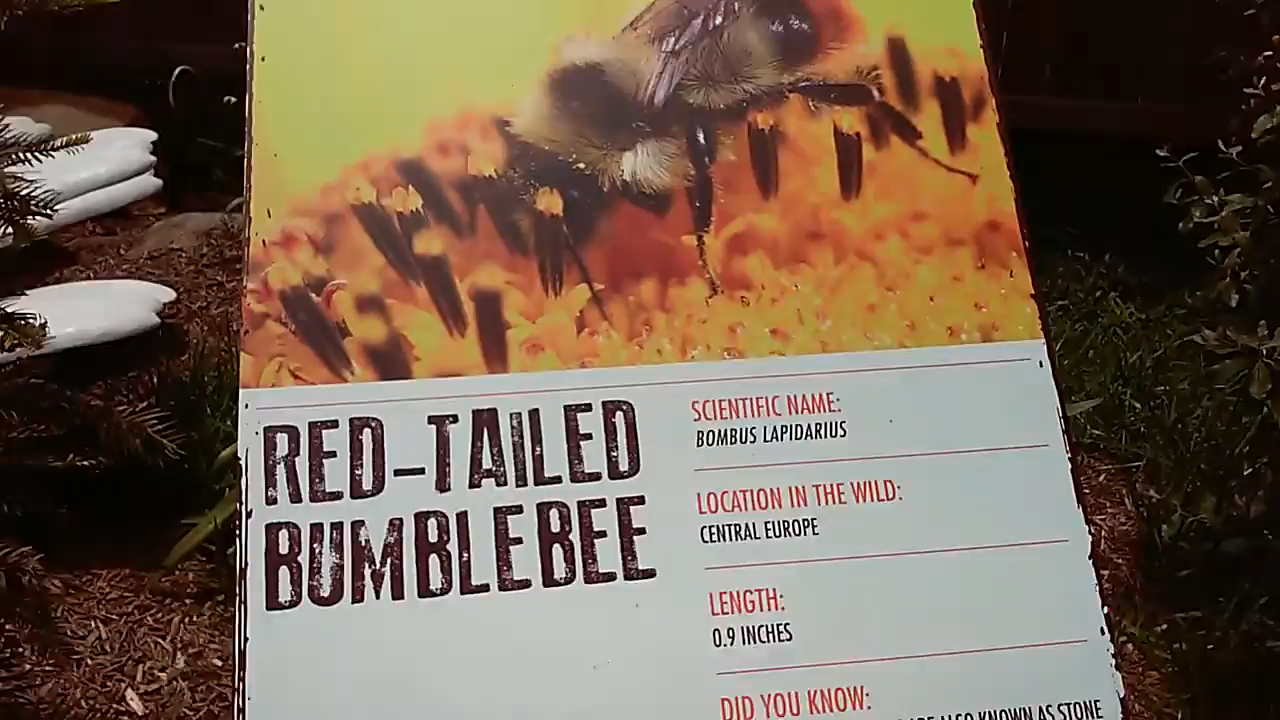 RED-TAILED
BUMBLEBEE
SCIENTIFIC NAME:
BOMBUS LAPIDARIUS
LOCATION IN THE WILD:
CENTRAL EUROPE
LENGTH:
0.9 INCHES
DID YOU KNOW:
ARE ALSO KNOWN AS STONE